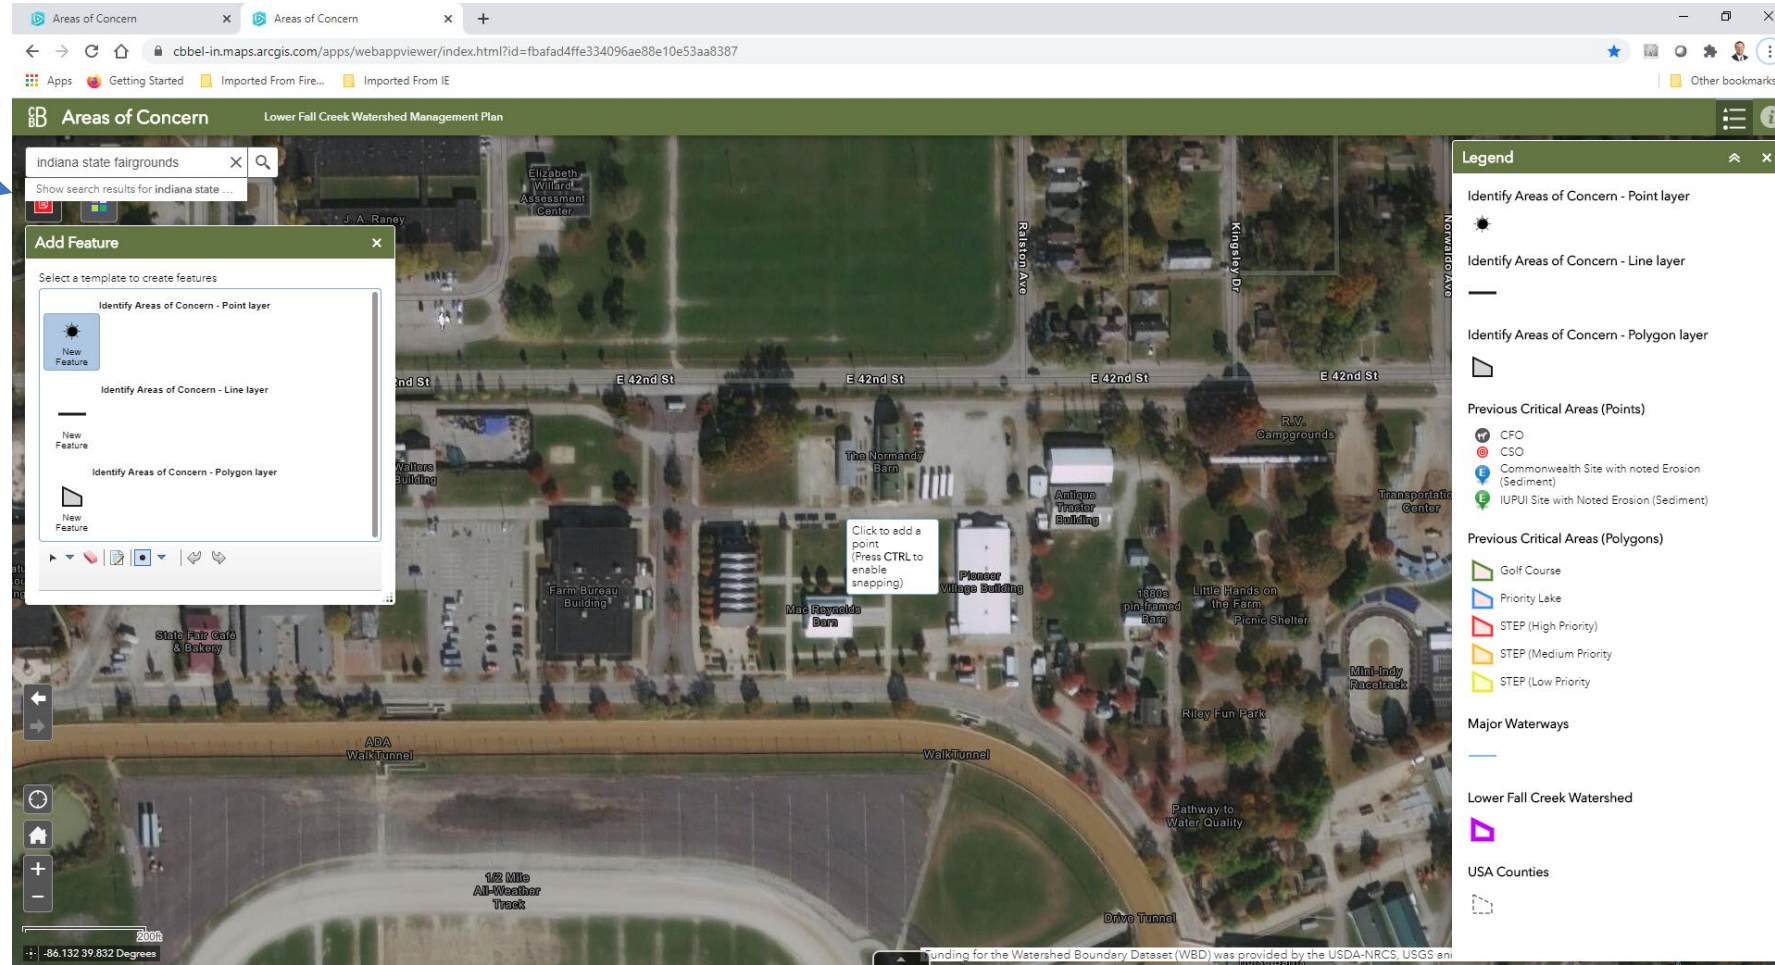 Areas of Concern
Areas of Concern
cbbel-in.maps.arcgis.com/apps/webappviewer/index.html?id=fbafad4ffe334096ae88e10e53aa8387
Apps
Getting Started
Imported From Fire...
Imported From IE
Other bookmarks
CBB
Areas of Concern
Lower Fall Creek Watershed Management Plan
indiana state fairgrounds
Show search results for indiana state ...
Add Feature
Select a template to create features
Identify Areas of Concern - Point layer
New
Feature
Identify Areas of Concern - Line layer
New
Feature
Identify Areas of Concern - Polygon layer
New
Feature
J. A. Raney
Elizabeth
Willard
Assessment
Center
Ralston Ave
Kingsley Dr
Norwaldo Ave
nd St
E 42nd St
E 42nd St
E 42nd St
E 42nd St
R.V.
Campgrounds
Walters
Building
The Normandy
Barn
Antique
Tractor
Building
Transportatio
Center
Click to add a
point
(Press CTRL to
enable
snapping)
Farm Bureau
Building
Mac Reynolds
Barn
Pioneer
Village Building
1880s
pin-framed
Barn
Little Hands on
the Farm
Picnic Shelter
State Fair Café
& Bakery
Mini-Indy
Racetrack
Riley Fun Park
ADA
WalkTunnel
WalkTunnel
Pathway to
Water Quality
1/2 Mile
All-Weather
Track
Drive Tunnel
200ft
-86.132 39.832 Degrees
Funding for the Watershed Boundary Dataset (WBD) was provided by the USDA-NRCS, USGS and
Legend
Identify Areas of Concern - Point layer
Identify Areas of Concern - Line layer
Identify Areas of Concern - Polygon layer
Previous Critical Areas (Points)
CFO
CSO
Commonwealth Site with noted Erosion
(Sediment)
IUPUI Site with Noted Erosion (Sediment)
Previous Critical Areas (Polygons)
Golf Course
Priority Lake
STEP (High Priority)
STEP (Medium Priority
STEP (Low Priority
Major Waterways
Lower Fall Creek Watershed
USA Counties